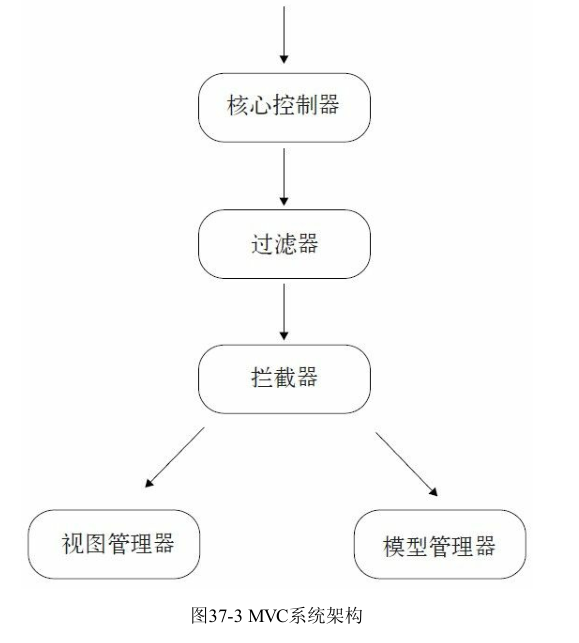 核心控制器
过滤器
拦截器
视图管理器
模型管理器
图37-3 MVC系统架构